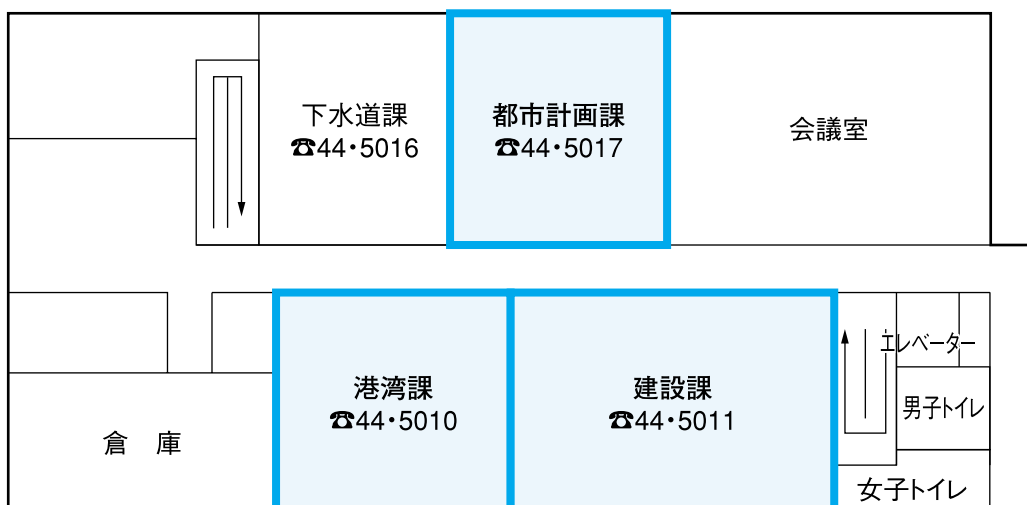 下水道課
☎44・5016
都市計画課
☎44・5017
会議室
港湾課
☎44・5010
建設課
☎44・5011
エレベーター
男子トイレ
女子トイレ
倉　庫